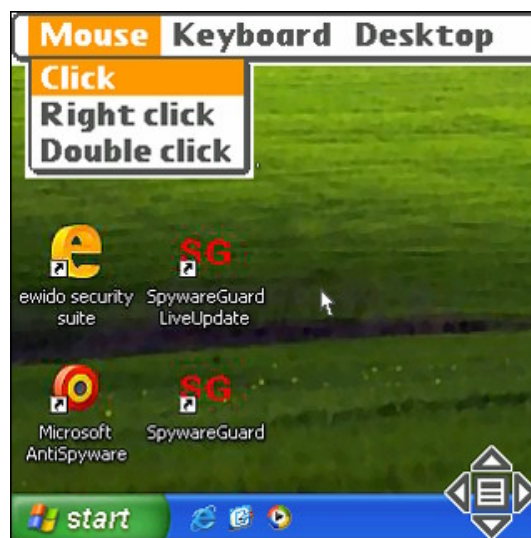 Mouse Keyboard Desktop
Click
Right click
Double click
ewido security
suite
SpywareGuard
LiveUpdate
Microsoft
AntiSpyware
SpywareGuard
start